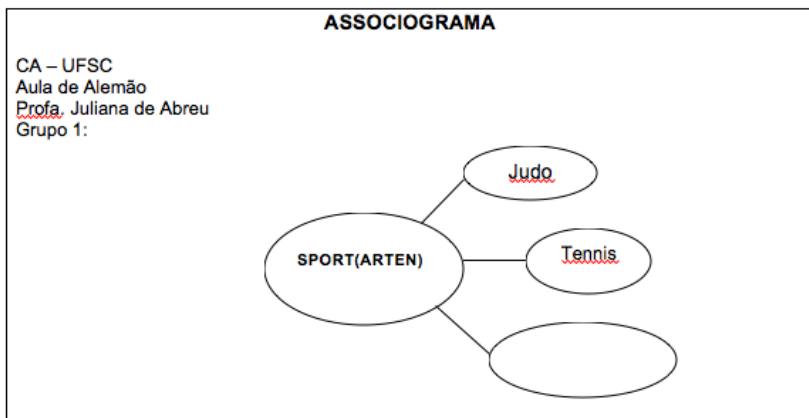 ASSOCIOGRAMA
CA – UFSC
Aula de Alemão
Profa. Juliana de Abreu
Grupo 1:
Judo
SPORT(ARTEN)
Tennis